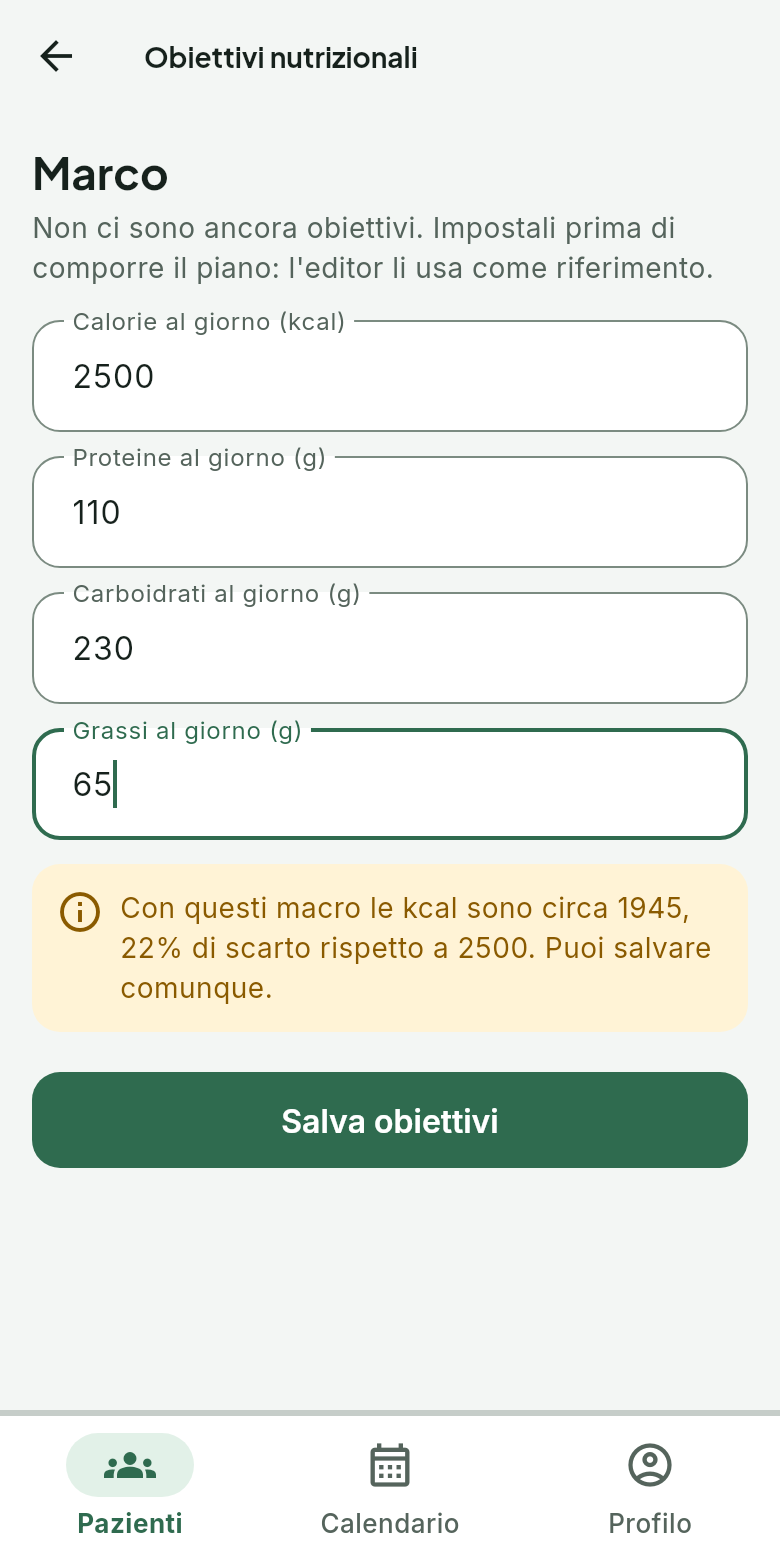 Obiettivi nutrizionali
Marco
Non ci sono ancora obiettivi. Impostali prima di
comporre il piano: l'editor li usa come riferimento.
Calorie al giorno (kcal)
2500
Proteine al giorno (g)
110
Carboidrati al giorno (g)
230
Grassi al giorno (g)
65
Con questi macro le kcal sono circa 1945,
22% di scarto rispetto a 2500. Puoi salvare
comunque.
Salva obiettivi
Pazienti
Calendario
Profilo